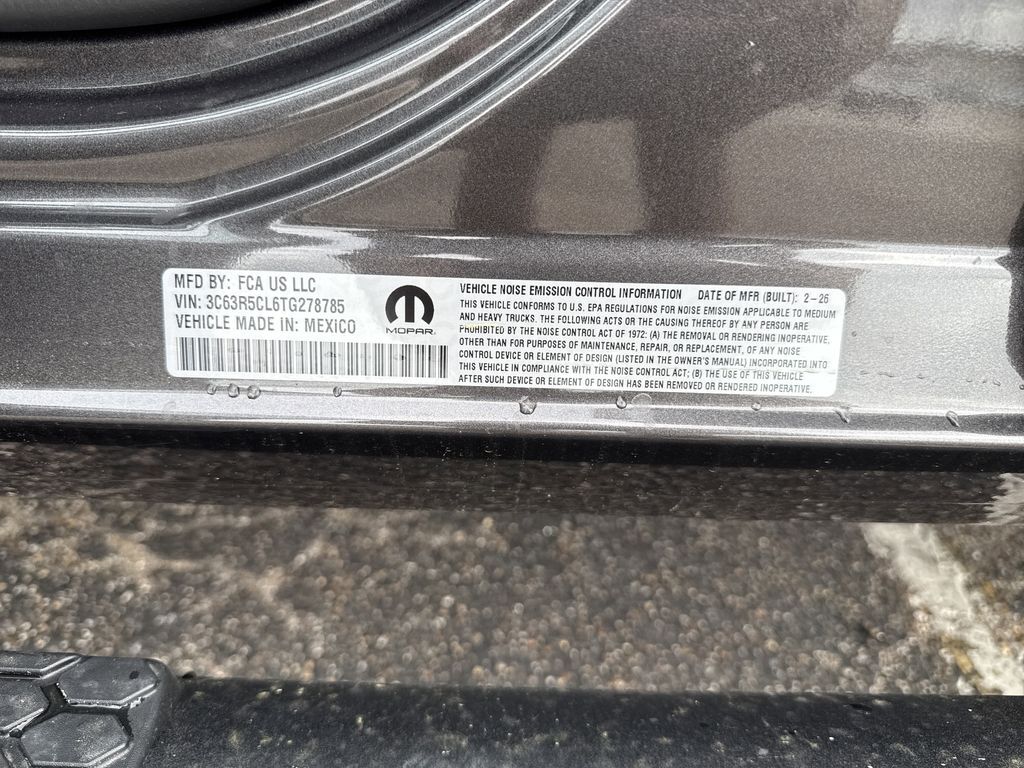 MFD BY: FCA US LLC
VIN: 3C63R5CL6TG278785
VEHICLE MADE IN: MEXICO
MOPAR
VEHICLE NOISE EMISSION CONTROL INFORMATION DATE OF MFR (BUILT): 2-26
THIS VEHICLE CONFORMS TO U.S. EPA REGULATIONS FOR NOISE EMISSION APPLICABLE TO MEDIUM
AND HEAVY TRUCKS. THE FOLLOWING ACTS OR THE CAUSING THEREOF BY ANY PERSON ARE
PROHIBITED BY THE NOISE CONTROL ACT OF 1972: (A) THE REMOVAL OR RENDERING INOPERATIVE,
OTHER THAN FOR PURPOSES OF MAINTENANCE, REPAIR, OR REPLACEMENT, OF ANY NOISE
CONTROL DEVICE OR ELEMENT OF DESIGN (LISTED IN THE OWNER'S MANUAL) INCORPORATED INTO
THIS VEHICLE IN COMPLIANCE WITH THE NOISE CONTROL ACT; (B) THE USE OF THIS VEHICLE
AFTER SUCH DEVICE OR ELEMENT OF DESIGN HAS BEEN REMOVED OR RENDERED INOPERATIVE.